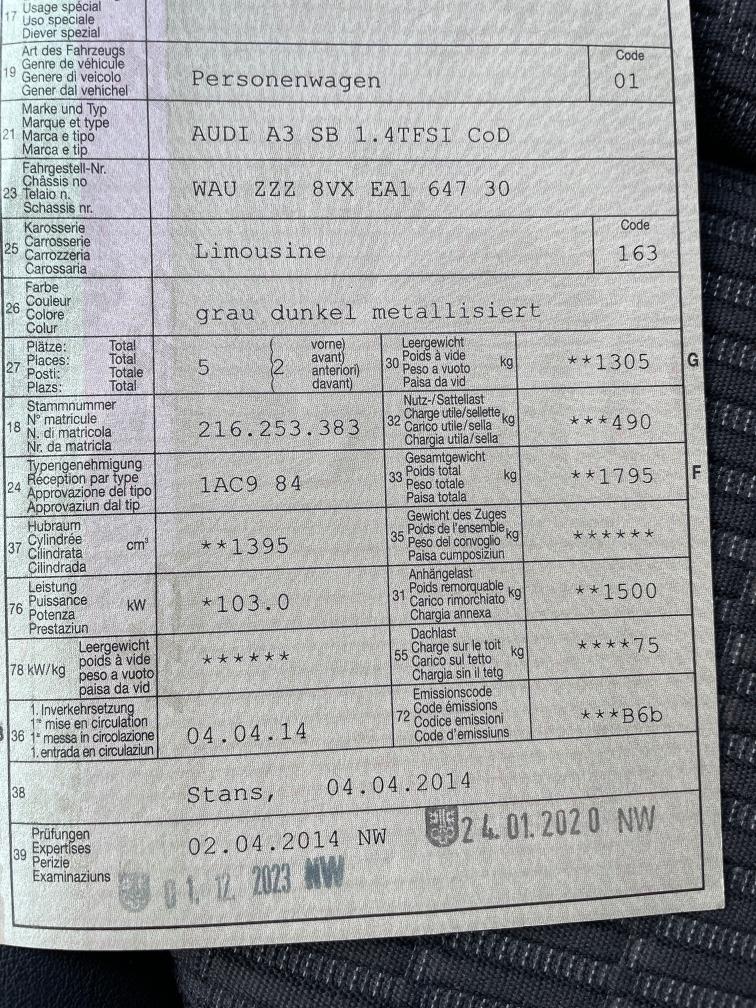 17 Usage spécial
Uso speciale
Diever spezial
19 Art des Fahrzeugs
Genre de véhicule
Genere di veicolo
Gener dal vehichel
Personenwagen
Code
01
21 Marke und Typ
Marque et type
Marca e tipo
Marca e tip
AUDI A3 SB 1.4TFSI CoD
23 Fahrgestell-Nr.
Châssis no
Telaio n.
Schassis nr.
WAU ZZZ 8VX EA1 647 30
25 Karosserie
Carrosserie
Carrozzeria
Carossaria
Limousine
Code
163
26 Farbe
Couleur
Colore
Colur
grau dunkel metallisiert
27 Plätze: Total
Places: Total
Posti: Totale
Plazs: Total
5 (2 vorne)
avant)
anteriori)
davant)
30 Leergewicht
Poids à vide
Peso a vuoto
Paisa da vid
kg
**1305 G
18 Stammnummer
N° matricule
N. di matricola
Nr. da matricla
216.253.383
32 Nutz-/Sattellast
Charge utile/sellette
Carico utile/sella
Chargia utila/sella
kg
***490
24 Typengenehmigung
Réception par type
Approvazione del tipo
Approvaziun dal tip
1AC9 84
33 Gesamtgewicht
Poids total
Peso totale
Paisa totala
kg
**1795 F
37 Hubraum
Cylindrée
Cilindrata
Cilindrada
cm³
**1395
35 Gewicht des Zuges
Poids de l'ensemble
Peso del convoglio
Paisa cumposiziun
kg
******
76 Leistung
Puissance
Potenza
Prestaziun
kW
*103.0
31 Anhängelast
Poids remorquable
Carico rimorchiato
Chargia annexa
kg
**1500
78 kW/kg Leergewicht
poids à vide
peso a vuoto
paisa da vid
******
55 Dachlast
Charge sur le toit
Carico sul tetto
Chargia sin il tetg
kg
****75
36 1. Inverkehrsetzung
1re mise en circulation
1a messa in circolazione
1. entrada en circulaziun
04.04.14
72 Emissionscode
Code émissions
Codice emissioni
Code d'emissiuns
***B6b
38 Stans, 04.04.2014
39 Prüfungen
Expertises
Perizie
Examinaziuns
02.04.2014 NW
24.01.2020 NW
01.12.2023 NW